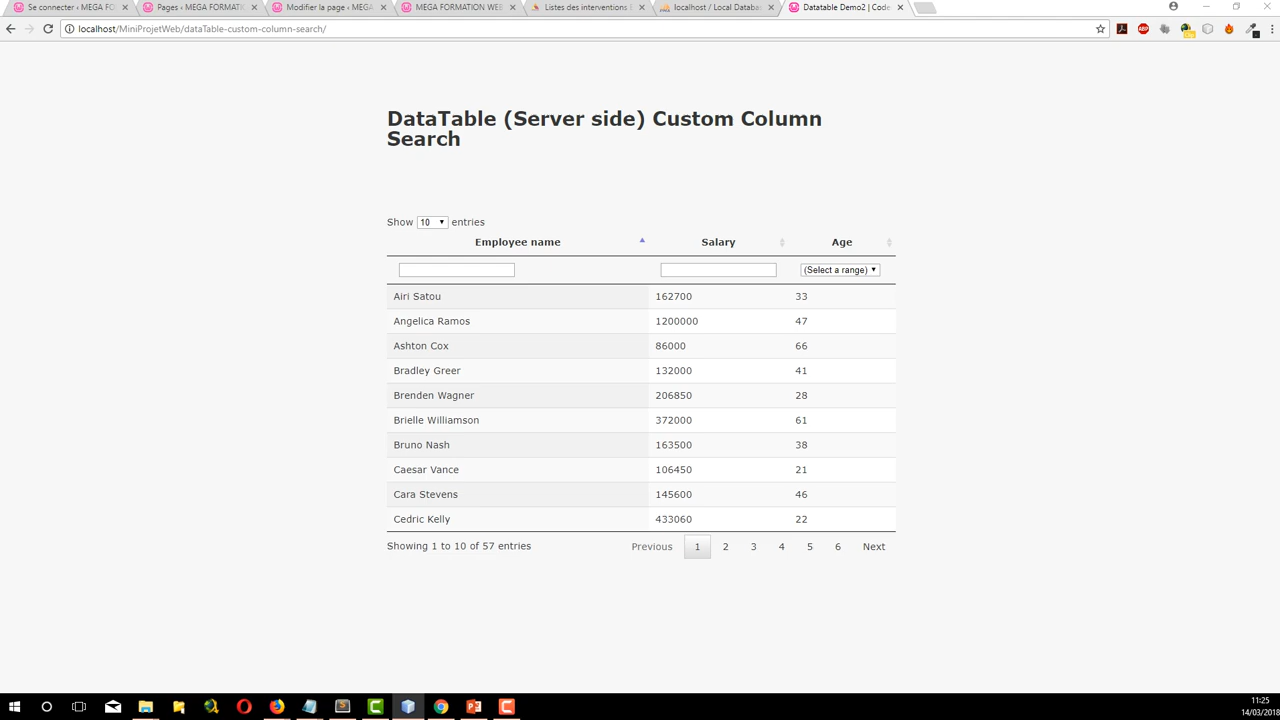 Se connecter ‹ MEGA FO
Pages ‹ MEGA FORMATI
Modifier la page ‹ MEG
MEGA FORMATION WEB
Listes des interventions
localhost / Local Databa
Datatable Demo2 | Code
localhost/MiniProjetWeb/dataTable-custom-column-search/
DataTable (Server side) Custom Column
Search
Show 10 entries
Employee name Salary Age
(Select a range)
Airi Satou 162700 33
Angelica Ramos 1200000 47
Ashton Cox 86000 66
Bradley Greer 132000 41
Brenden Wagner 206850 28
Brielle Williamson 372000 61
Bruno Nash 163500 38
Caesar Vance 106450 21
Cara Stevens 145600 46
Cedric Kelly 433060 22
Showing 1 to 10 of 57 entries Previous 1 2 3 4 5 6 Next
11:25
14/03/2018